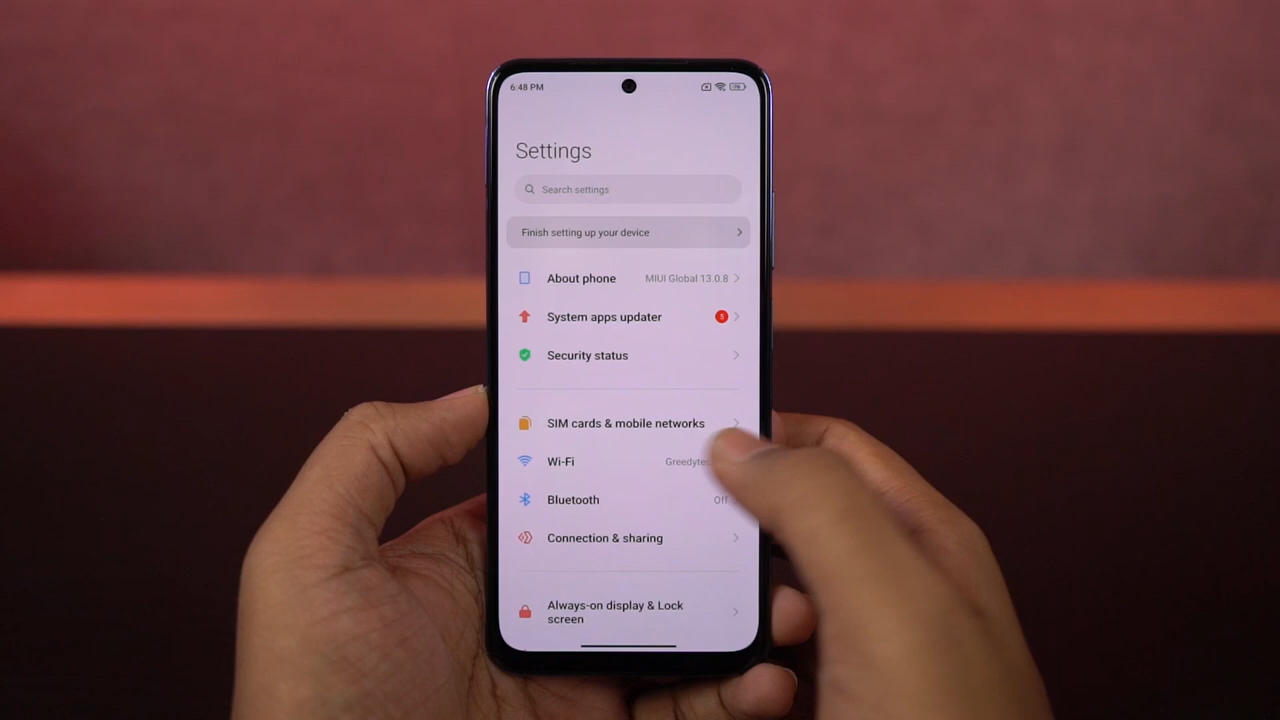 6:48 PM
Settings
Search settings
Finish setting up your device
About phone MIUI Global 13.0.8
System apps updater 5
Security status
SIM cards & mobile networks
Wi-Fi
Bluetooth Off
Connection & sharing
Always-on display & Lock
screen